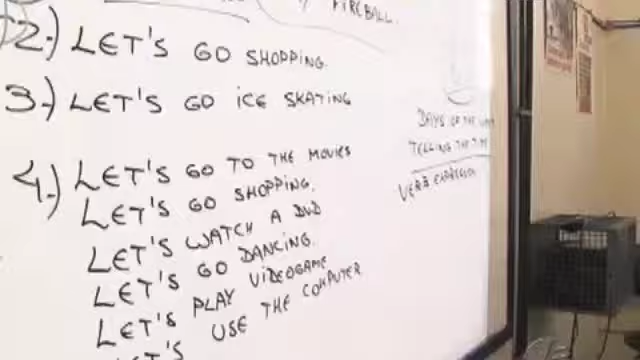 FIREBALL.
2.) LET'S GO SHOPPING.
3.) LET'S GO ICE SKATING
4.) LET'S GO TO THE MOVIES
LET'S GO SHOPPING.
LET'S WATCH A DVD
LET'S GO DANCING.
LET'S PLAY VIDEOGAME
LET'S USE THE COMPUTER
DAYS OF THE
TELLING THE TIME
VERB EXPRESSION